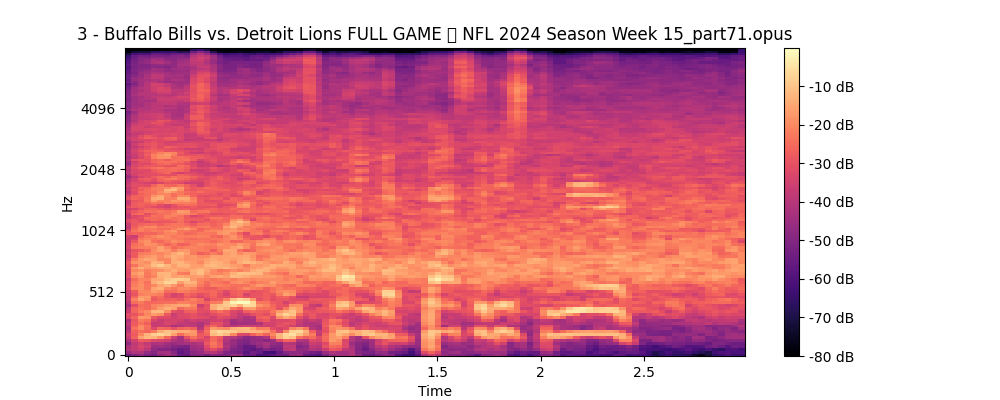 3 - Buffalo Bills vs. Detroit Lions FULL GAME ▯ NFL 2024 Season Week 15_part71.opus
Hz
4096
2048
1024
512
0
0 0.5 1 1.5 2 2.5
Time
-10 dB
-20 dB
-30 dB
-40 dB
-50 dB
-60 dB
-70 dB
-80 dB